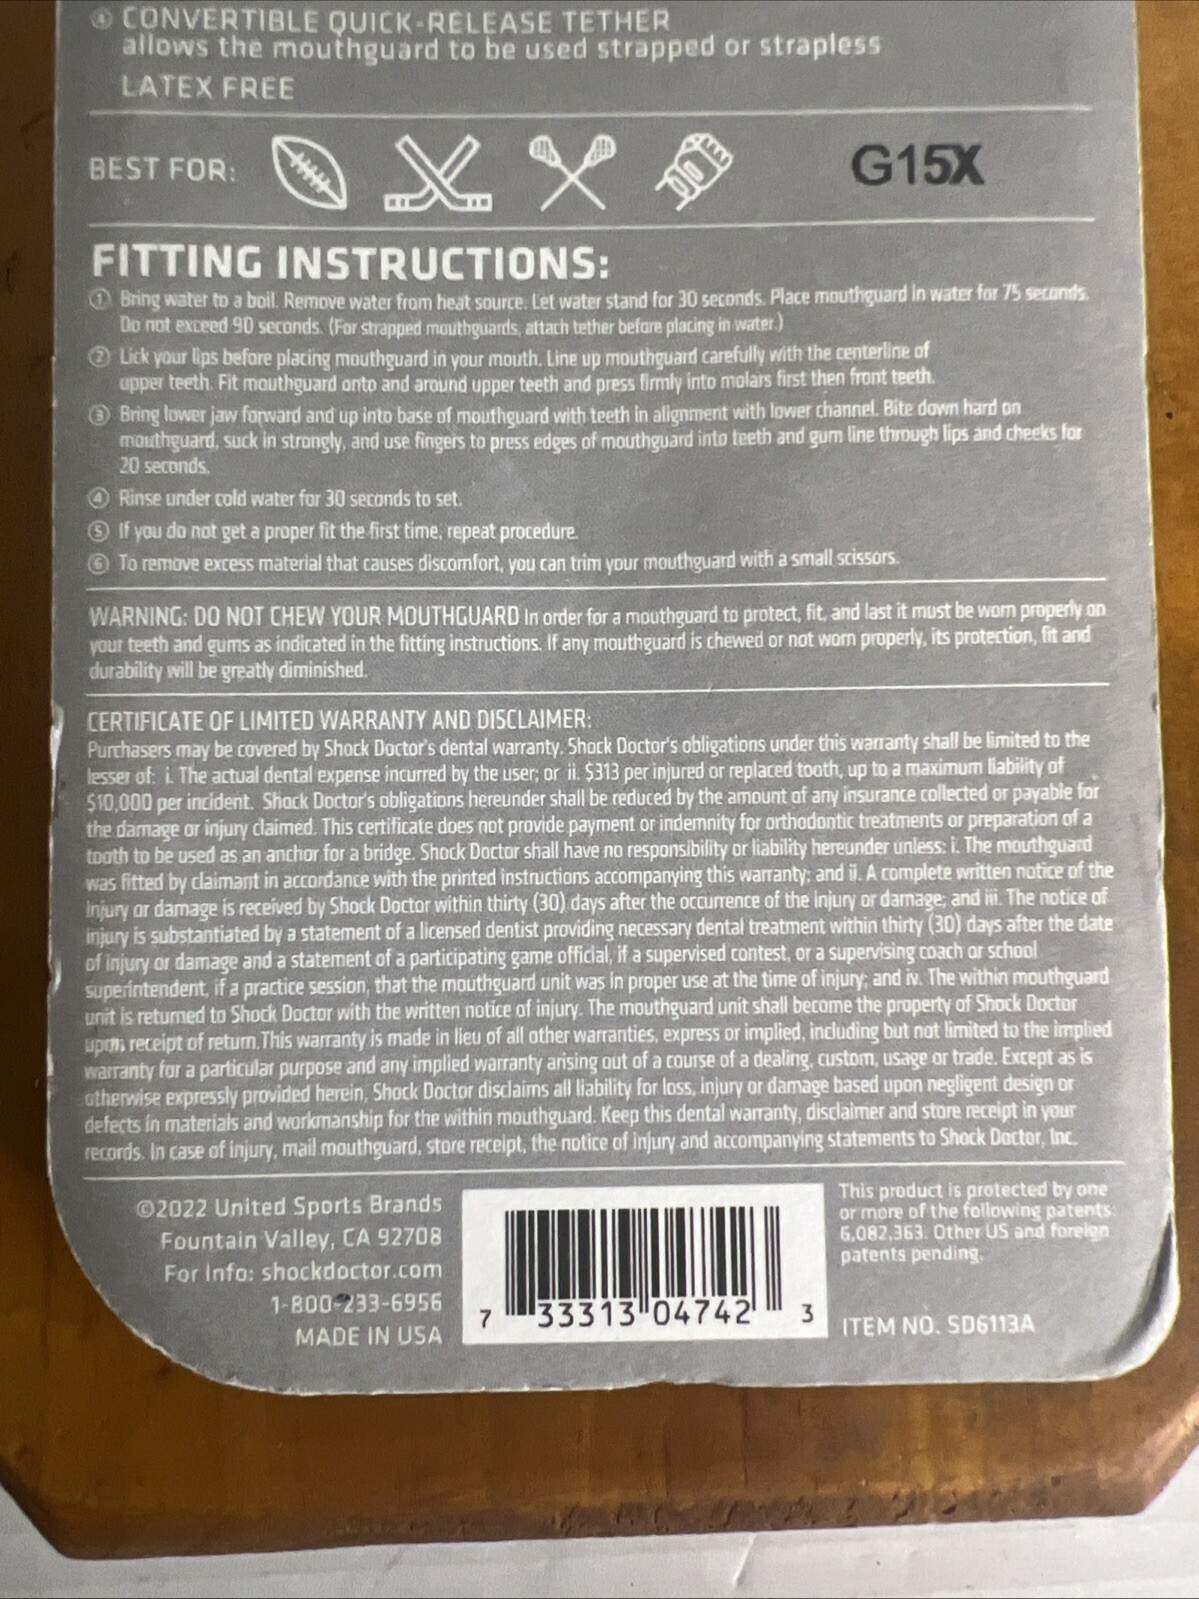 ④ CONVERTIBLE QUICK-RELEASE TETHER
allows the mouthguard to be used strapped or strapless
LATEX FREE
BEST FOR:
G15X
FITTING INSTRUCTIONS:
① Bring water to a boil. Remove water from heat source. Let water stand for 30 seconds. Place mouthguard in water for 75 seconds.
Do not exceed 90 seconds. (For strapped mouthguards, attach tether before placing in water.)
② Lick your lips before placing mouthguard in your mouth. Line up mouthguard carefully with the centerline of
upper teeth. Fit mouthguard onto and around upper teeth and press firmly into molars first then front teeth.
③ Bring lower jaw forward and up into base of mouthguard with teeth in alignment with lower channel. Bite down hard on
mouthguard, suck in strongly, and use fingers to press edges of mouthguard into teeth and gum line through lips and cheeks for
20 seconds.
④ Rinse under cold water for 30 seconds to set.
⑤ If you do not get a proper fit the first time, repeat procedure.
⑥ To remove excess material that causes discomfort, you can trim your mouthguard with a small scissors.
WARNING: DO NOT CHEW YOUR MOUTHGUARD In order for a mouthguard to protect, fit, and last it must be worn properly on
your teeth and gums as indicated in the fitting instructions. If any mouthguard is chewed or not worn properly, its protection, fit and
durability will be greatly diminished.
CERTIFICATE OF LIMITED WARRANTY AND DISCLAIMER:
Purchasers may be covered by Shock Doctor's dental warranty. Shock Doctor's obligations under this warranty shall be limited to the
lesser of: i. The actual dental expense incurred by the user; or ii. $313 per injured or replaced tooth, up to a maximum liability of
$10,000 per incident. Shock Doctor's obligations hereunder shall be reduced by the amount of any insurance collected or payable for
the damage or injury claimed. This certificate does not provide payment or indemnity for orthodontic treatments or preparation of a
tooth to be used as an anchor for a bridge. Shock Doctor shall have no responsibility or liability hereunder unless: i. The mouthguard
was fitted by claimant in accordance with the printed instructions accompanying this warranty; and ii. A complete written notice of the
injury or damage is received by Shock Doctor within thirty (30) days after the occurrence of the injury or damage; and iii. The notice of
injury is substantiated by a statement of a licensed dentist providing necessary dental treatment within thirty (30) days after the date
of injury or damage and a statement of a participating game official, if a supervised contest, or a supervising coach or school
superintendent, if a practice session, that the mouthguard unit was in proper use at the time of injury; and iv. The within mouthguard
unit is returned to Shock Doctor with the written notice of injury. The mouthguard unit shall become the property of Shock Doctor
upon receipt of return.This warranty is made in lieu of all other warranties, express or implied, including but not limited to the implied
warranty for a particular purpose and any implied warranty arising out of a course of a dealing, custom, usage or trade. Except as is
otherwise expressly provided herein, Shock Doctor disclaims all liability for loss, injury or damage based upon negligent design or
defects in materials and workmanship for the within mouthguard. Keep this dental warranty, disclaimer and store receipt in your
records. In case of injury, mail mouthguard, store receipt, the notice of injury and accompanying statements to Shock Doctor, Inc.
©2022 United Sports Brands
Fountain Valley, CA 92708
For Info: shockdoctor.com
1-800-233-6956
MADE IN USA
7 33313 04742 3
This product is protected by one
or more of the following patents:
6,082,363. Other US and foreign
patents pending.
ITEM NO. SD6113A